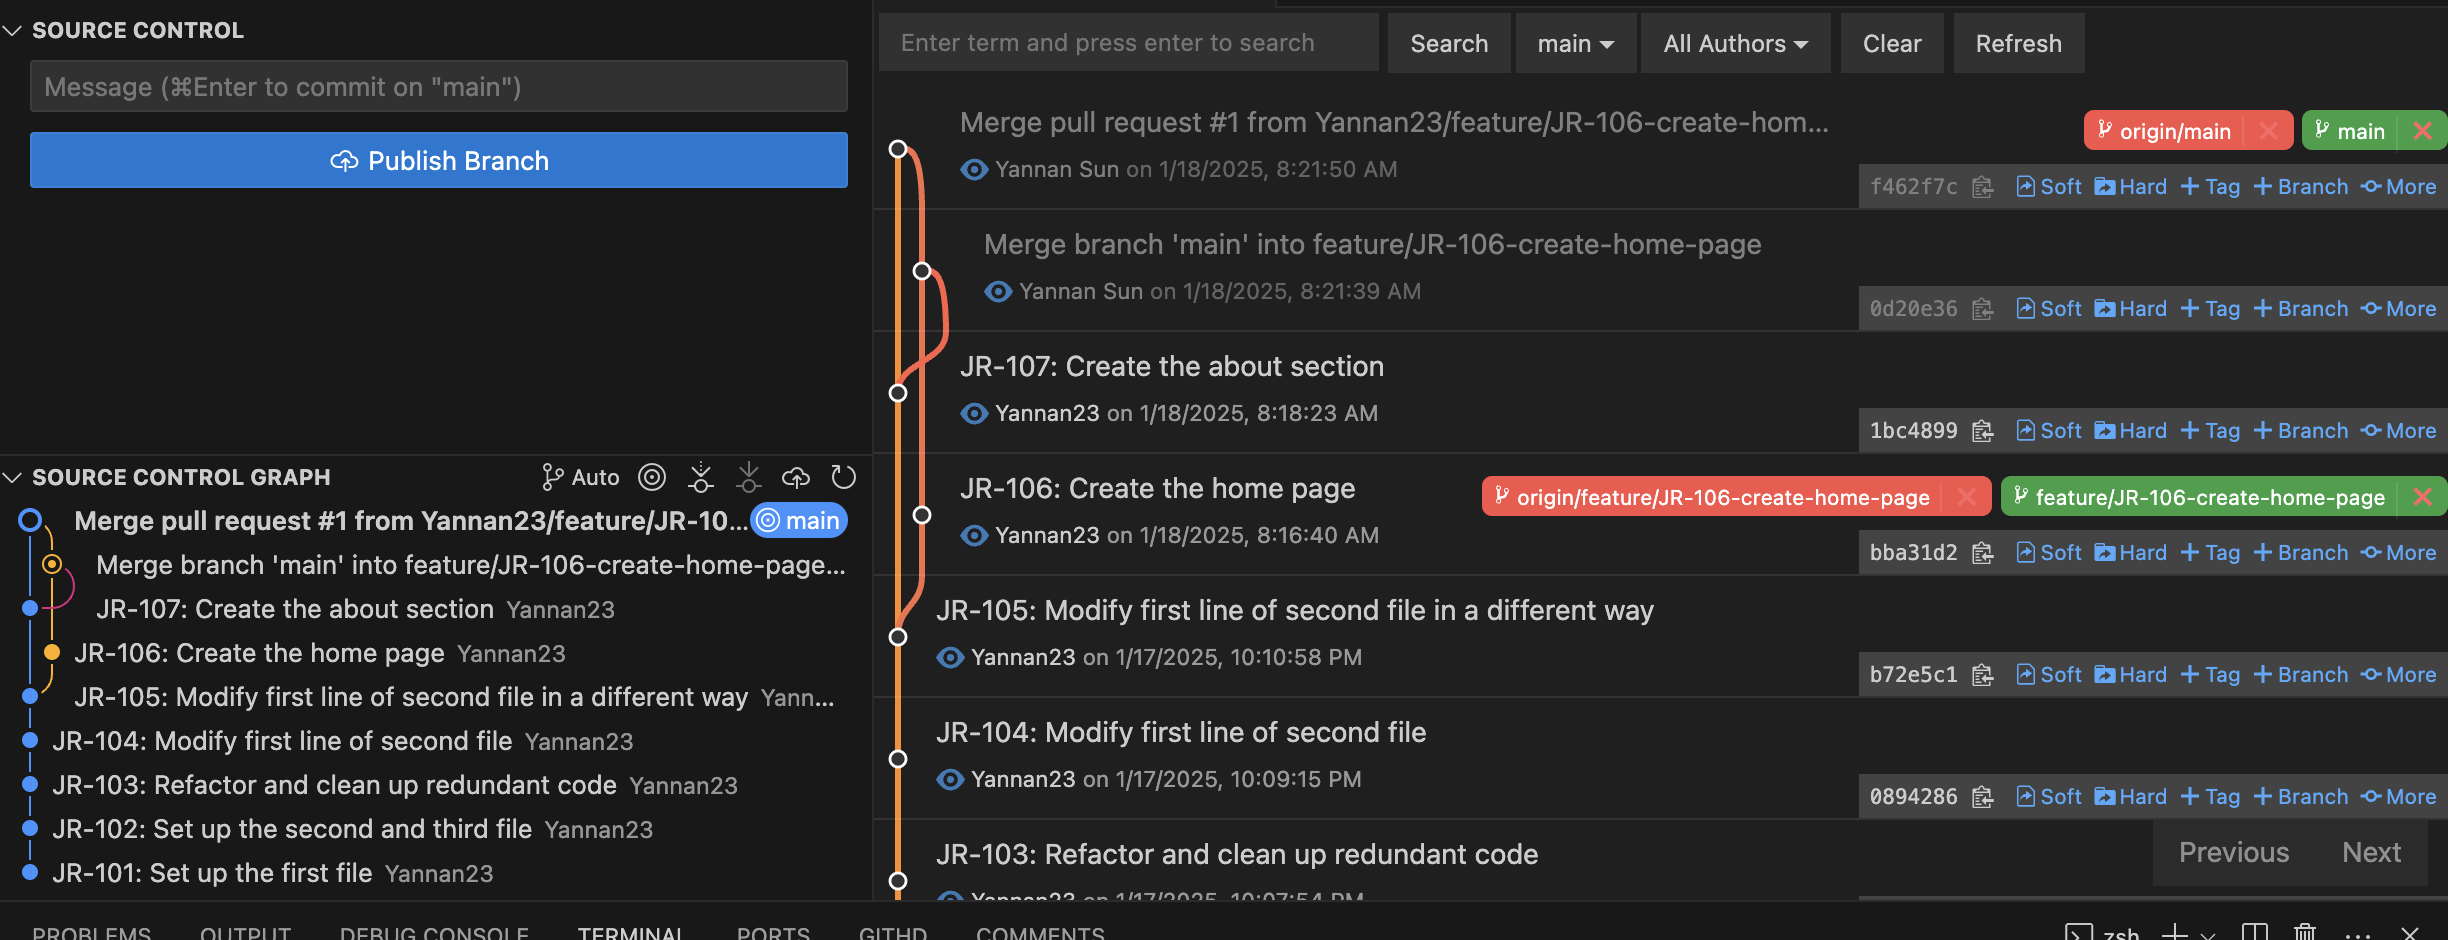 SOURCE CONTROL
Message (⌘Enter to commit on "main")
Publish Branch
SOURCE CONTROL GRAPH
Auto
Merge pull request #1 from Yannan23/feature/JR-10... main
Merge branch 'main' into feature/JR-106-create-home-page...
JR-107: Create the about section Yannan23
JR-106: Create the home page Yannan23
JR-105: Modify first line of second file in a different way Yann...
JR-104: Modify first line of second file Yannan23
JR-103: Refactor and clean up redundant code Yannan23
JR-102: Set up the second and third file Yannan23
JR-101: Set up the first file Yannan23
Enter term and press enter to search Search main All Authors Clear Refresh
Merge pull request #1 from Yannan23/feature/JR-106-create-hom... origin/main main
Yannan Sun on 1/18/2025, 8:21:50 AM
f462f7c Soft Hard Tag Branch More
Merge branch 'main' into feature/JR-106-create-home-page
Yannan Sun on 1/18/2025, 8:21:39 AM
0d20e36 Soft Hard Tag Branch More
JR-107: Create the about section
Yannan23 on 1/18/2025, 8:18:23 AM
1bc4899 Soft Hard Tag Branch More
JR-106: Create the home page origin/feature/JR-106-create-home-page feature/JR-106-create-home-page
Yannan23 on 1/18/2025, 8:16:40 AM
bba31d2 Soft Hard Tag Branch More
JR-105: Modify first line of second file in a different way
Yannan23 on 1/17/2025, 10:10:58 PM
b72e5c1 Soft Hard Tag Branch More
JR-104: Modify first line of second file
Yannan23 on 1/17/2025, 10:09:15 PM
0894286 Soft Hard Tag Branch More
JR-103: Refactor and clean up redundant code
Yannan23 on 1/17/2025, 10:07:54 PM
Previous Next
PROBLEMS OUTPUT DEBUG CONSOLE TERMINAL PORTS GITHD COMMENTS zsh